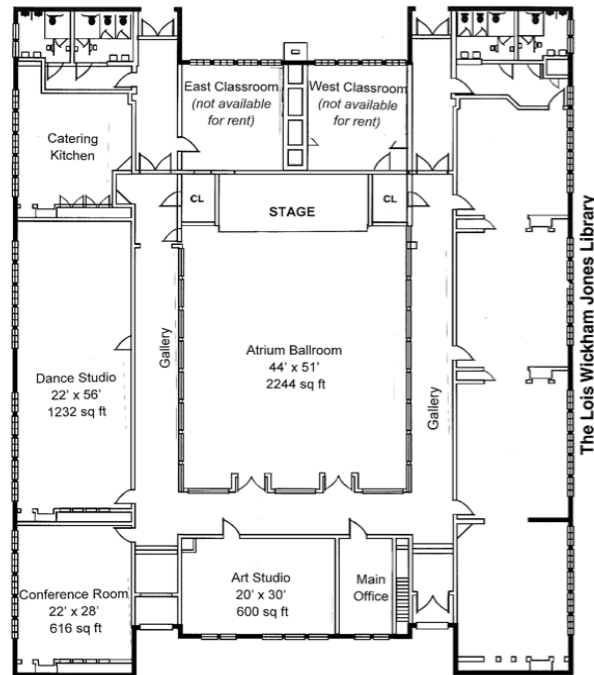 East Classroom
(not available
for rent)
West Classroom
(not available
for rent)
Catering
Kitchen
CL
STAGE
CL
Gallery
Atrium Ballroom
44' x 51'
2244 sq ft
Dance Studio
22' x 56'
1232 sq ft
Gallery
The Lois Wickham Jones Library
Art Studio
20' x 30'
600 sq ft
Main
Office
Conference Room
22' x 28'
616 sq ft